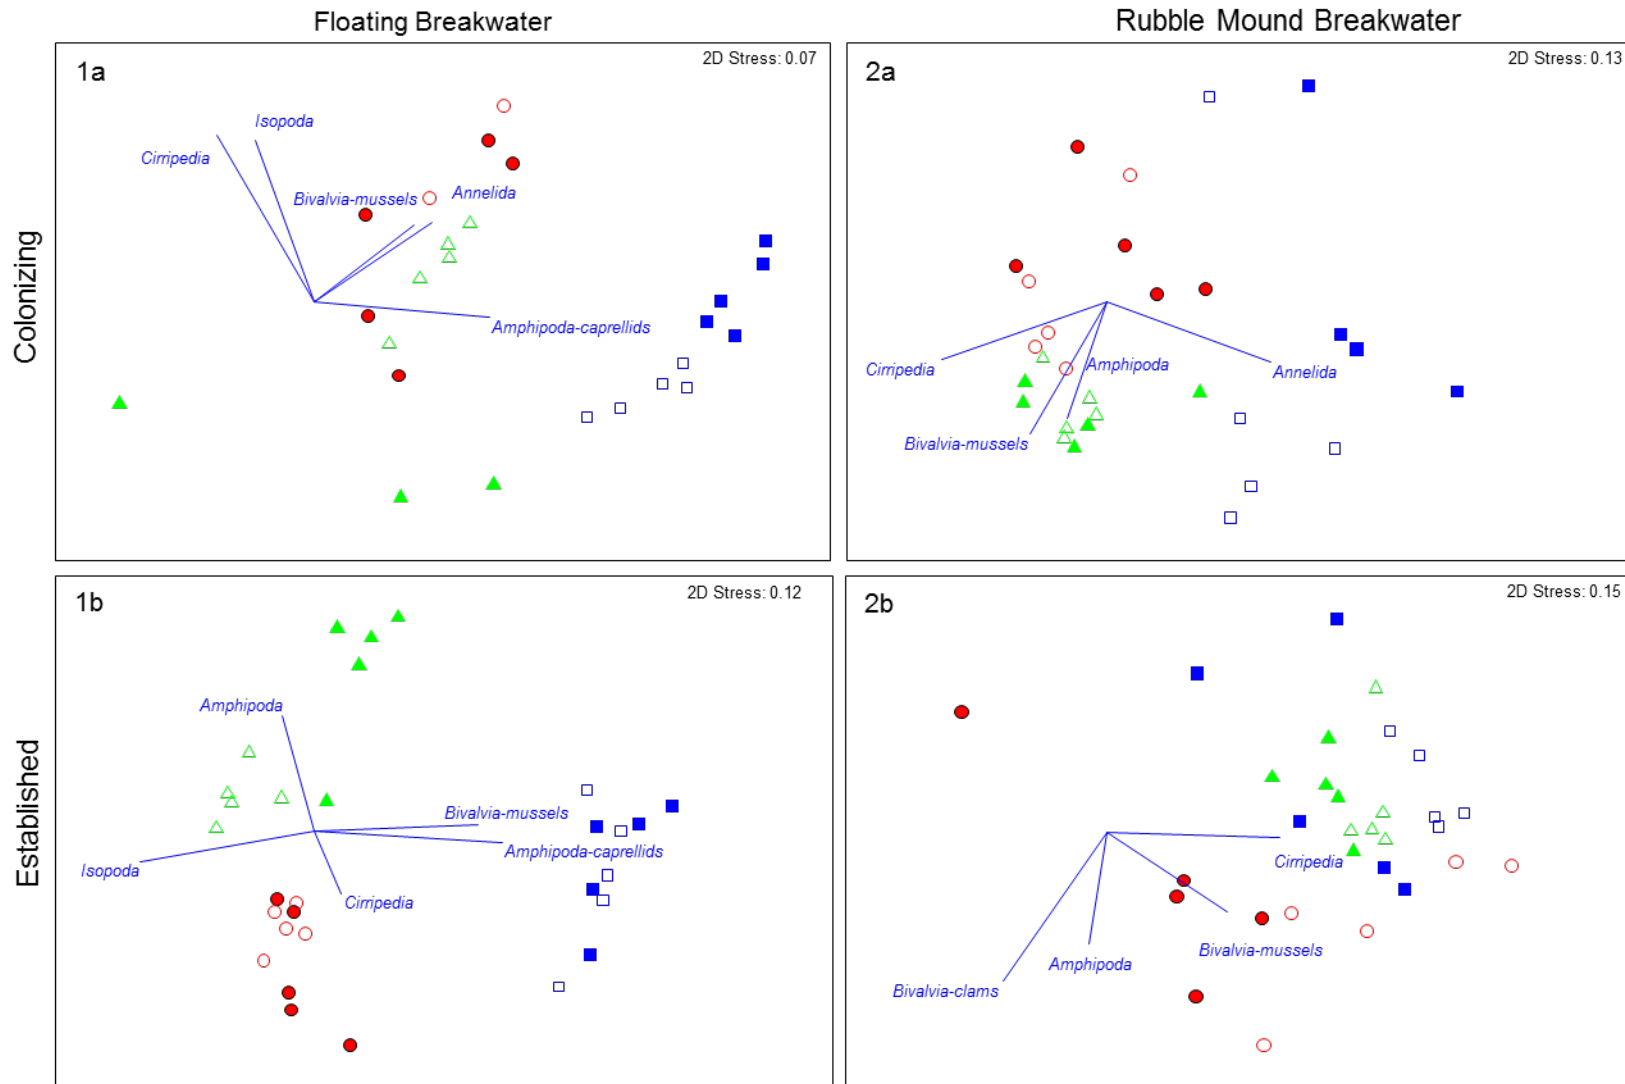 Floating Breakwater
Rubble Mound Breakwater
Colonizing
1a
2D Stress: 0.07
Isopoda
Cirripedia
Bivalvia-mussels
Annelida
Amphipoda-caprellids
2a
2D Stress: 0.13
Cirripedia
Amphipoda
Annelida
Bivalvia-mussels
Established
1b
2D Stress: 0.12
Amphipoda
Bivalvia-mussels
Amphipoda-caprellids
Isopoda
Cirripedia
2b
2D Stress: 0.15
Cirripedia
Bivalvia-mussels
Amphipoda
Bivalvia-clams